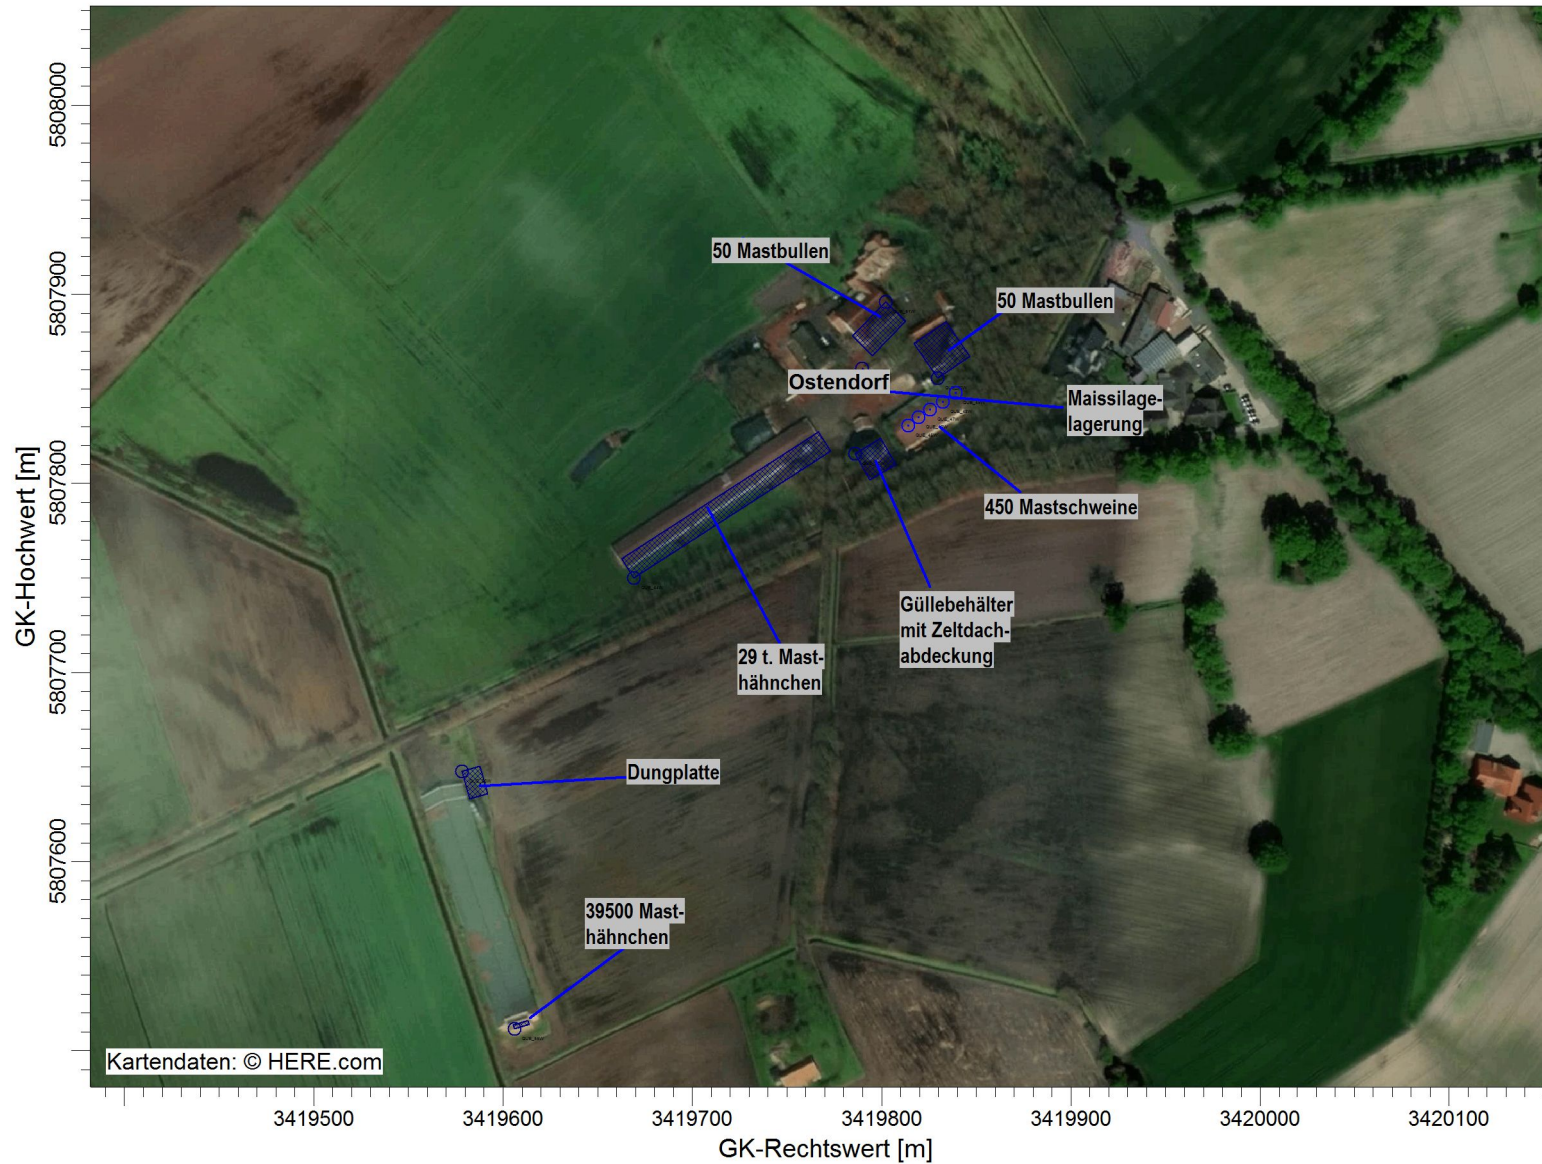 50 Mastbullen
50 Mastbullen
Ostendorf
Maissilage-
lagerung
450 Mastschweine
Güllebehälter
mit Zeltdach-
abdeckung
29 t. Mast-
hähnchen
Dungplatte
39500 Mast-
hähnchen
Kartendaten: © HERE.com
GK-Hochwert [m]
5808000
5807900
5807800
5807700
5807600
3419500
3419600
3419700
3419800
3419900
3420000
3420100
GK-Rechtswert [m]